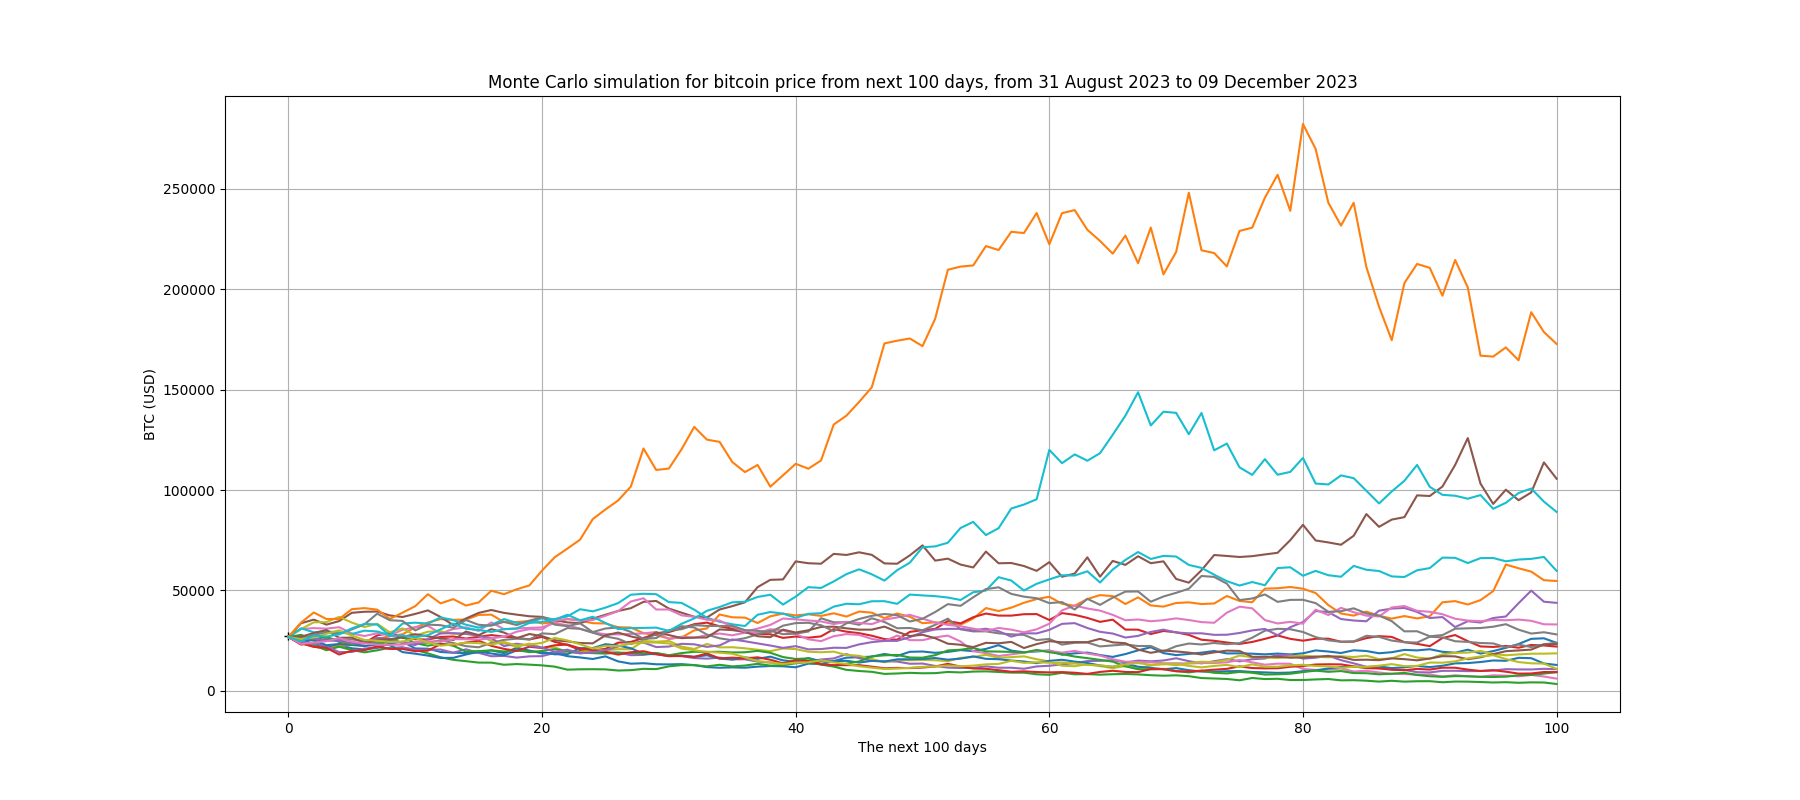 Monte Carlo simulation for bitcoin price from next 100 days, from 31 August 2023 to 09 December 2023
BTC (USD)
250000
200000
150000
100000
50000
0
0 20 40 60 80 100
The next 100 days